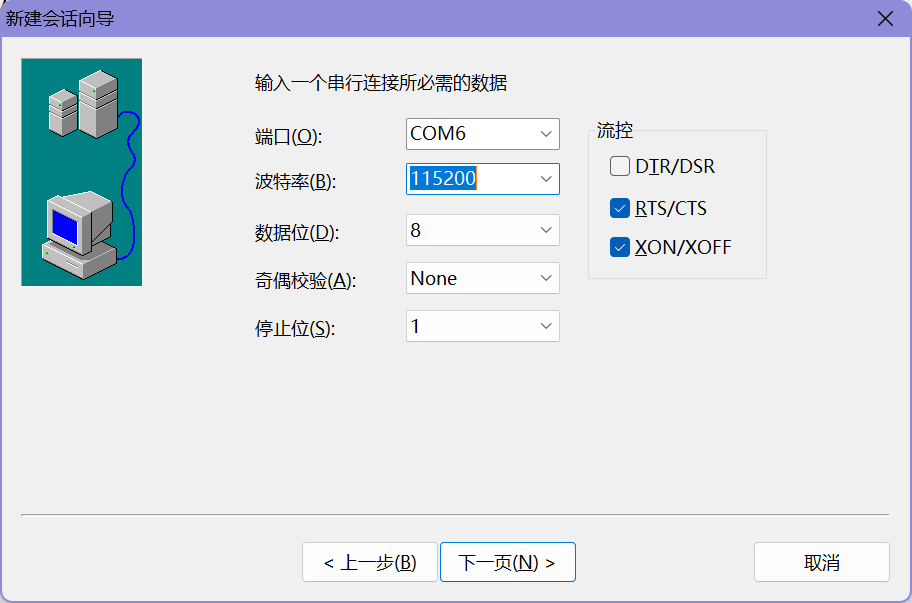 新建会话向导
输入一个串行连接所必需的数据
端口(O):
COM6
波特率(B):
115200
数据位(D):
8
奇偶校验(A):
None
停止位(S):
1
流控
DTR/DSR
RTS/CTS
XON/XOFF
< 上一步(B)
下一页(N) >
取消